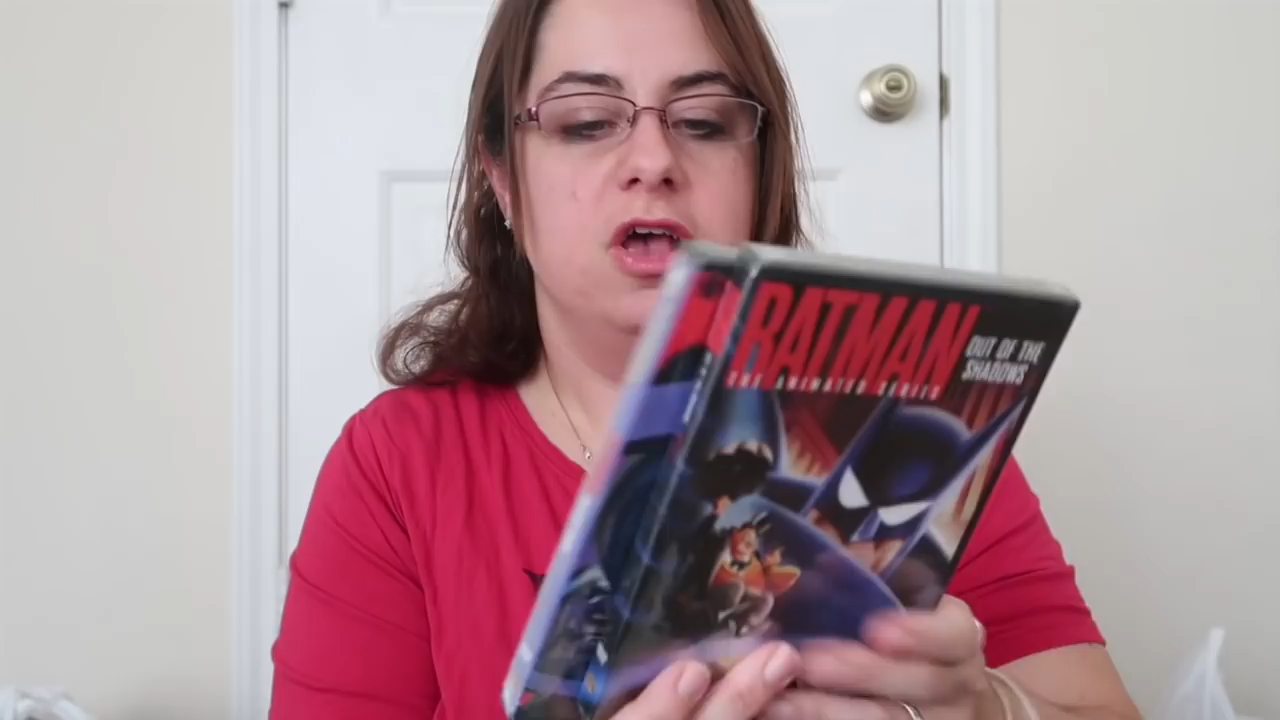 BATMAN
THE ANIMATED SERIES
OUT OF THE
SHADOWS